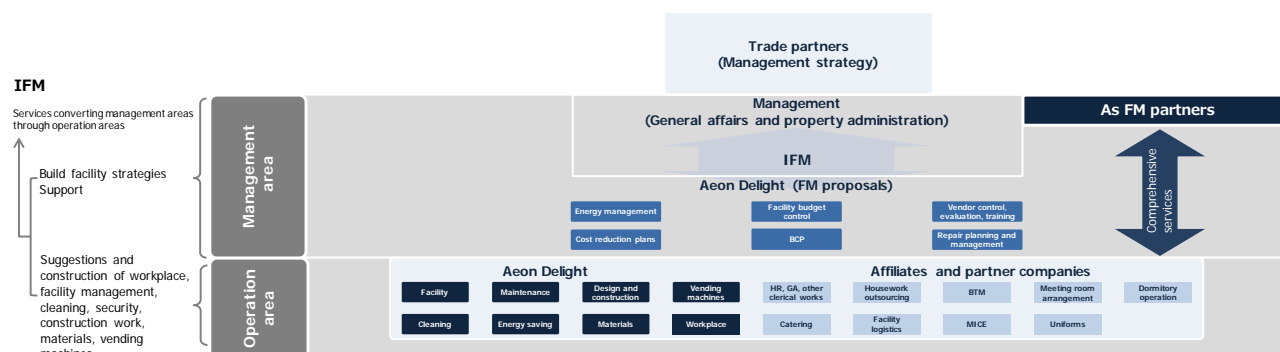 Trade partners
(Management strategy)
IFM
Services converting management areas
through operation areas
Build facility strategies
Support
Suggestions and
construction of workplace,
facility management,
cleaning, security,
construction work,
materials, vending
Management
area
Operation
area
Management
(General affairs and property administration)
IFM
Aeon Delight (FM proposals)
As FM partners
Comprehensive
services
Energy management
Facility budget
control
Vendor control,
evaluation, training
Cost reduction plans
BCP
Repair planning and
management
Aeon Delight
Affiliates and partner companies
Facility
Maintenance
Design and
construction
Vending
machines
HR, GA, other
clerical works
Housework
outsourcing
BTM
Meeting room
arrangement
Dormitory
operation
Cleaning
Energy saving
Materials
Workplace
Catering
Facility
logistics
MICE
Uniforms